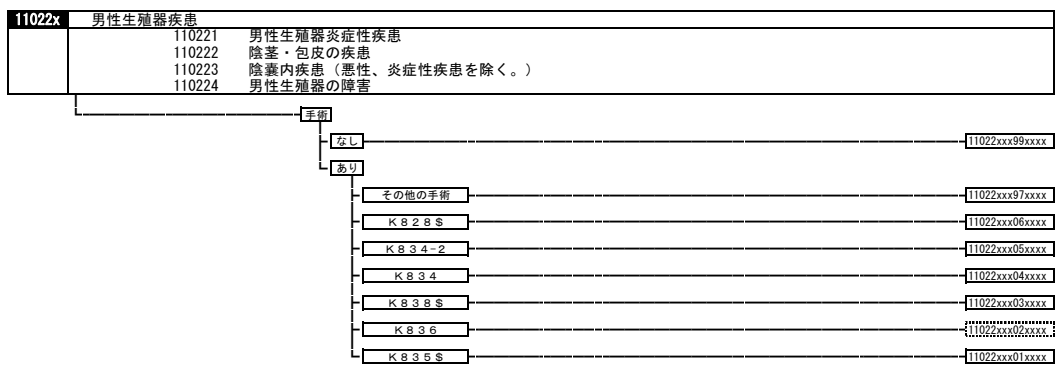 11022x 男性生殖器疾患
110221 男性生殖器炎症性疾患
110222 陰茎・包皮の疾患
110223 陰嚢内疾患（悪性、炎症性疾患を除く。）
110224 男性生殖器の障害
手術
なし 11022xxx99xxxx
あり
その他の手術 11022xxx97xxxx
Ｋ８２８＄ 11022xxx06xxxx
Ｋ８３４－２ 11022xxx05xxxx
Ｋ８３４ 11022xxx04xxxx
Ｋ８３８＄ 11022xxx03xxxx
Ｋ８３６ 11022xxx02xxxx
Ｋ８３５＄ 11022xxx01xxxx